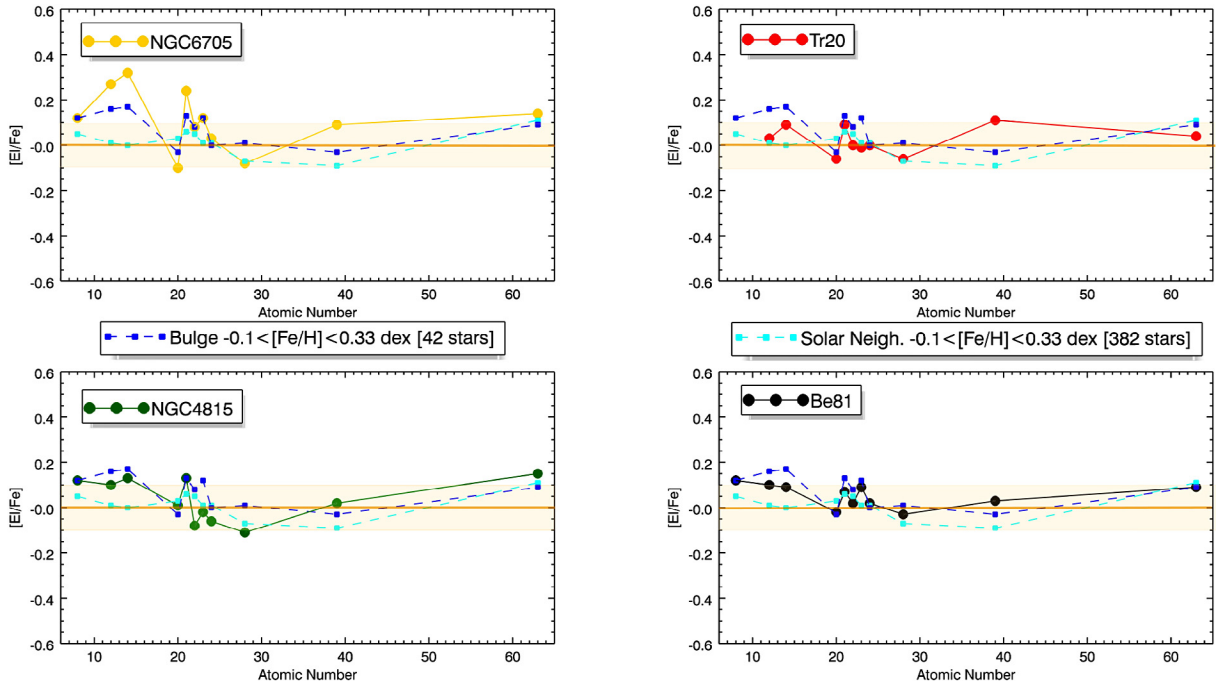 NGC6705
0.6
0.4
0.2
-0.0
-0.2
-0.4
-0.6
[El/Fe]
10 20 30 40 50 60
Atomic Number
Tr20
0.6
0.4
0.2
-0.0
-0.2
-0.4
-0.6
[El/Fe]
10 20 30 40 50 60
Atomic Number
Bulge -0.1<[Fe/H]<0.33 dex [42 stars]
Solar Neigh. -0.1<[Fe/H]<0.33 dex [382 stars]
NGC4815
0.6
0.4
0.2
-0.0
-0.2
-0.4
-0.6
[El/Fe]
10 20 30 40 50 60
Atomic Number
Be81
0.6
0.4
0.2
-0.0
-0.2
-0.4
-0.6
[El/Fe]
10 20 30 40 50 60
Atomic Number